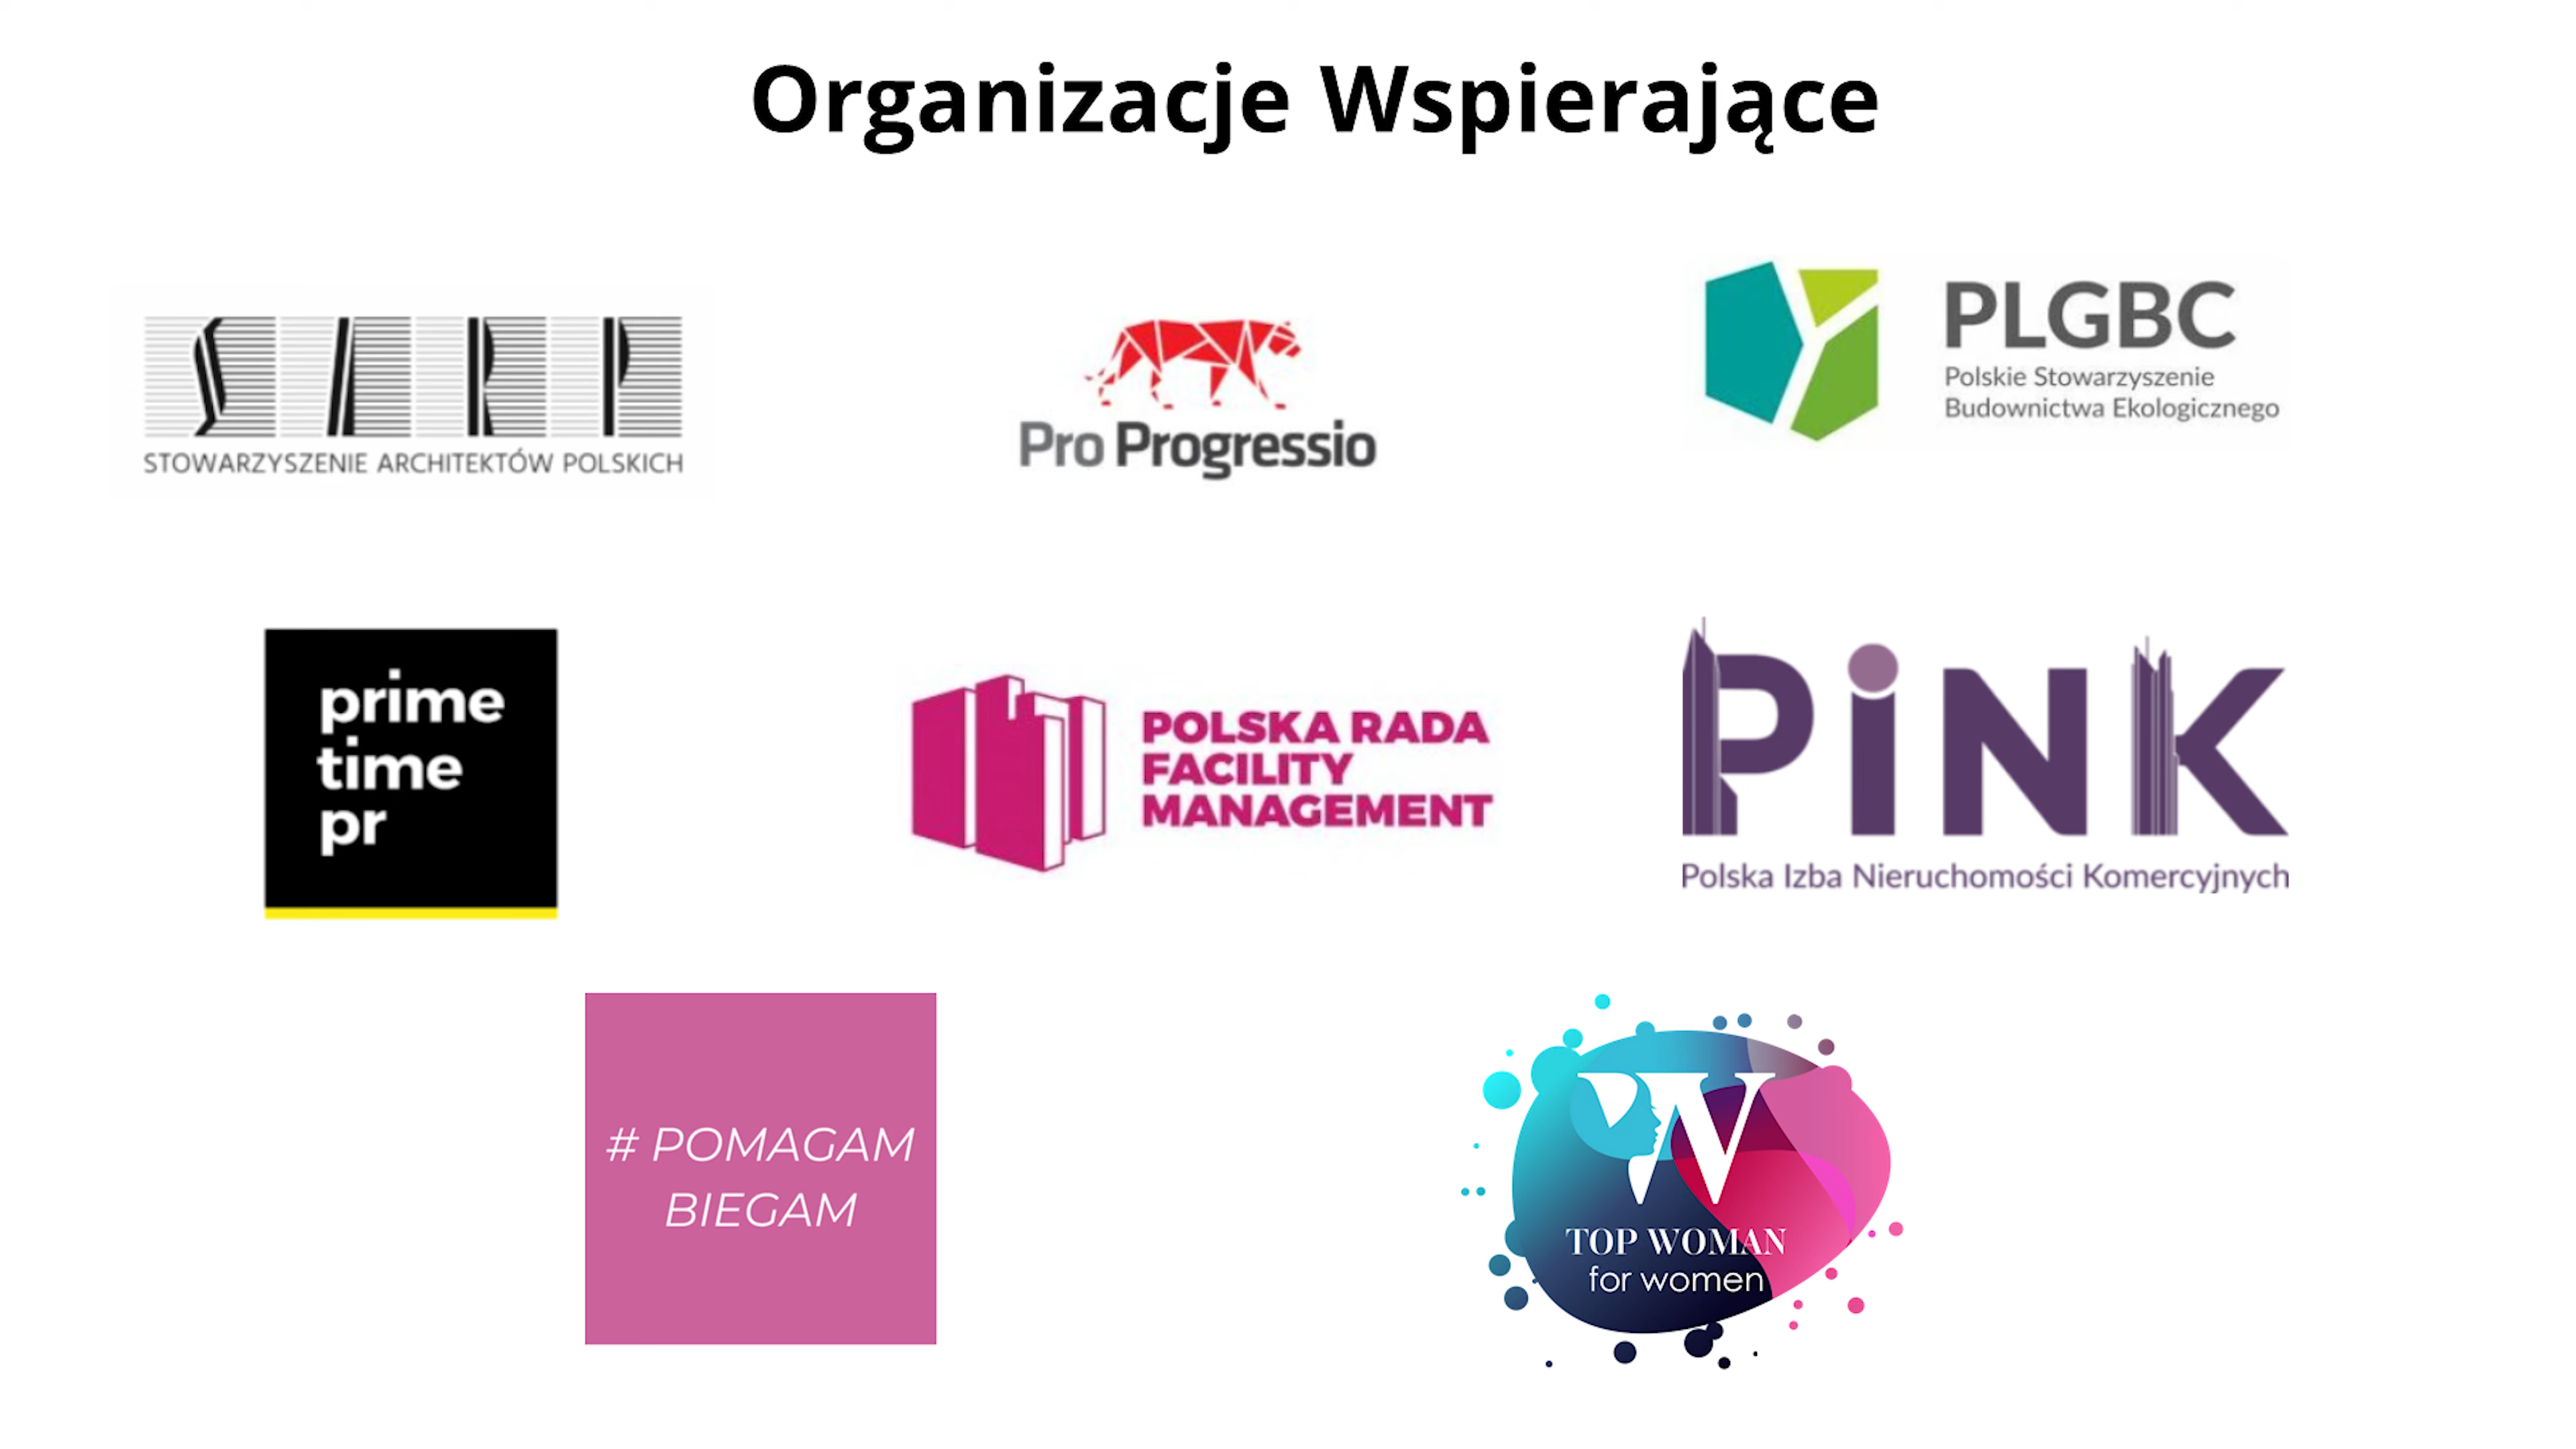 Organizacje Wspierające
SARP
STOWARZYSZENIE ARCHITEKTÓW POLSKICH
Pro Progressio
PLGBC
Polskie Stowarzyszenie
Budownictwa Ekologicznego
prime
time
pr
POLSKA RADA
FACILITY
MANAGEMENT
PiNK
Polska Izba Nieruchomości Komercyjnych
# POMAGAM
BIEGAM
W
TOP WOMAN
for women